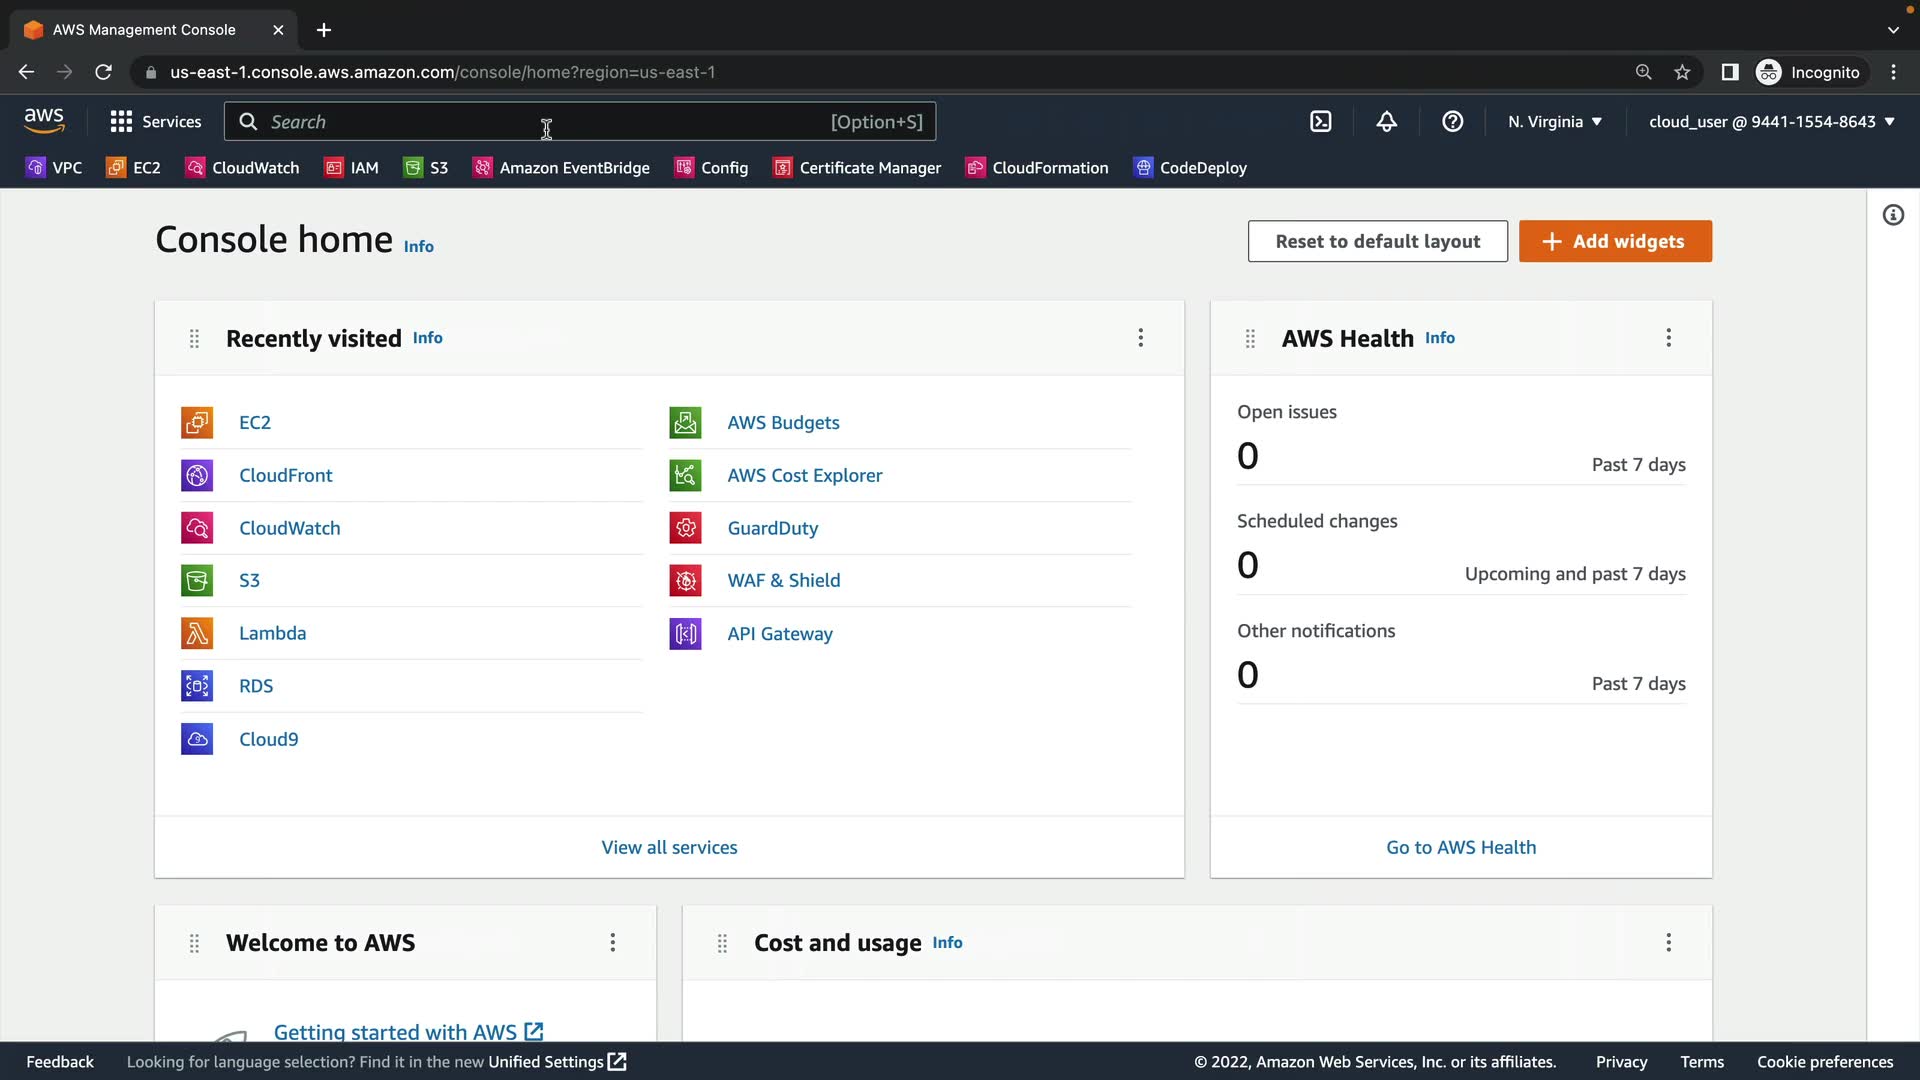 AWS Management Console
us-east-1.console.aws.amazon.com/console/home?region=us-east-1
Incognito
aws
Services
Search
[Option+S]
N. Virginia
cloud_user @ 9441-1554-8643
VPC EC2 CloudWatch IAM S3 Amazon EventBridge Config Certificate Manager CloudFormation CodeDeploy
Console home Info
Reset to default layout
Add widgets
Recently visited Info
EC2
CloudFront
CloudWatch
S3
Lambda
RDS
Cloud9
AWS Budgets
AWS Cost Explorer
GuardDuty
WAF & Shield
API Gateway
View all services
AWS Health Info
Open issues
0 Past 7 days
Scheduled changes
0 Upcoming and past 7 days
Other notifications
0 Past 7 days
Go to AWS Health
Welcome to AWS
Getting started with AWS
Cost and usage Info
Feedback Looking for language selection? Find it in the new Unified Settings
© 2022, Amazon Web Services, Inc. or its affiliates. Privacy Terms Cookie preferences